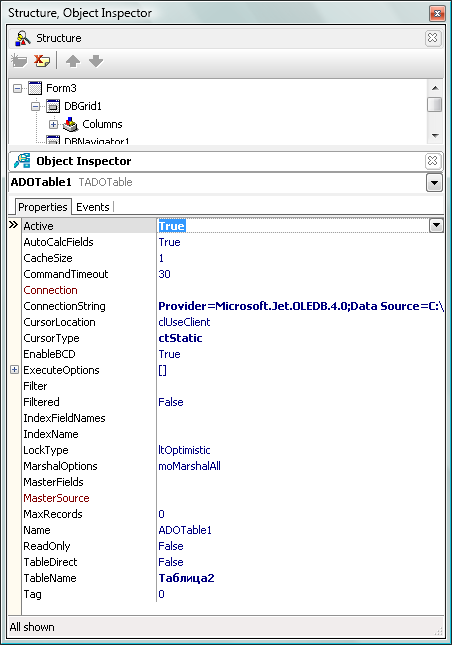 Structure, Object Inspector
Structure
Form3
DBGrid1
Columns
DBNavigator1
Object Inspector
ADOTable1 TADOTable
Properties Events
Active True
AutoCalcFields True
CacheSize 1
CommandTimeout 30
Connection
ConnectionString Provider=Microsoft.Jet.OLEDB.4.0;Data Source=C:\
CursorLocation clUseClient
CursorType ctStatic
EnableBCD True
ExecuteOptions []
Filter
Filtered False
IndexFieldNames
IndexName
LockType ltOptimistic
MarshalOptions moMarshalAll
MasterFields
MasterSource
MaxRecords 0
Name ADOTable1
ReadOnly False
TableDirect False
TableName Таблица2
Tag 0
All shown